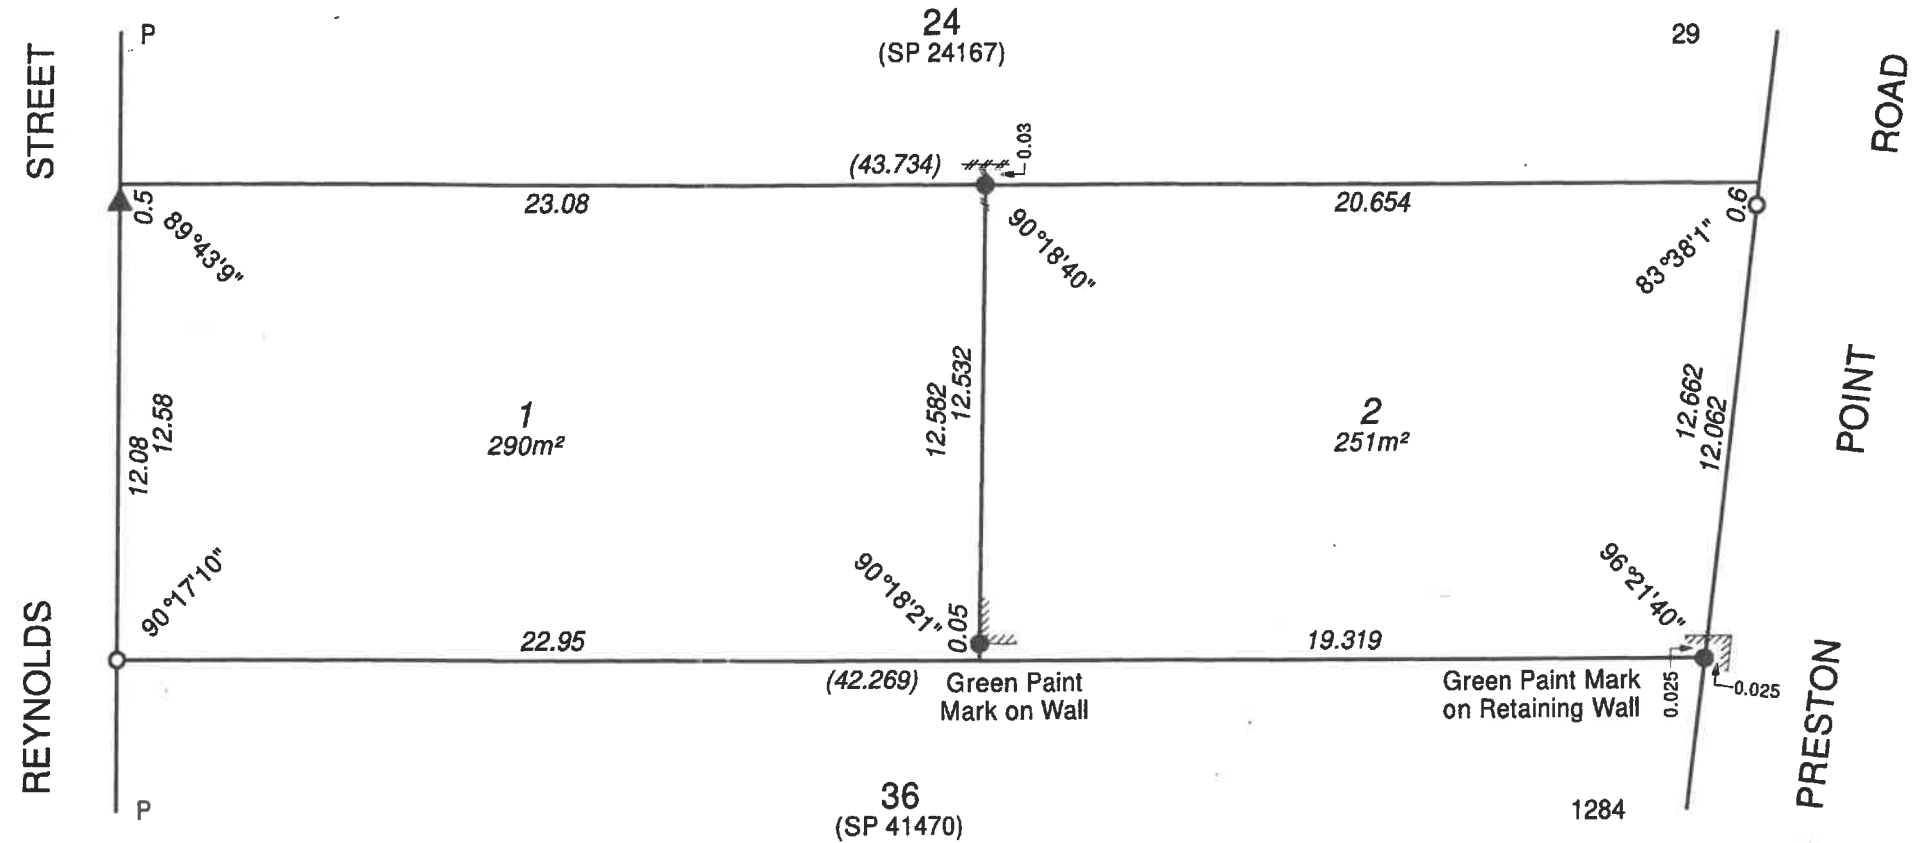 24
(SP 24167)
P
29
STREET
ROAD
(43.734)
0.03
23.08
20.654
0.5
89°43'9"
90°18'40"
0.6
83°38'1"
12.08
12.58
1
290m²
12.582
12.532
2
251m²
12.662
12.062
POINT
90°17'10"
90°18'21"
0.05
96°21'40"
22.95
19.319
REYNOLDS
PRESTON
(42.269)
Green Paint
Mark on Wall
Green Paint Mark
on Retaining Wall
0.025
0.025
P
36
(SP 41470)
1284